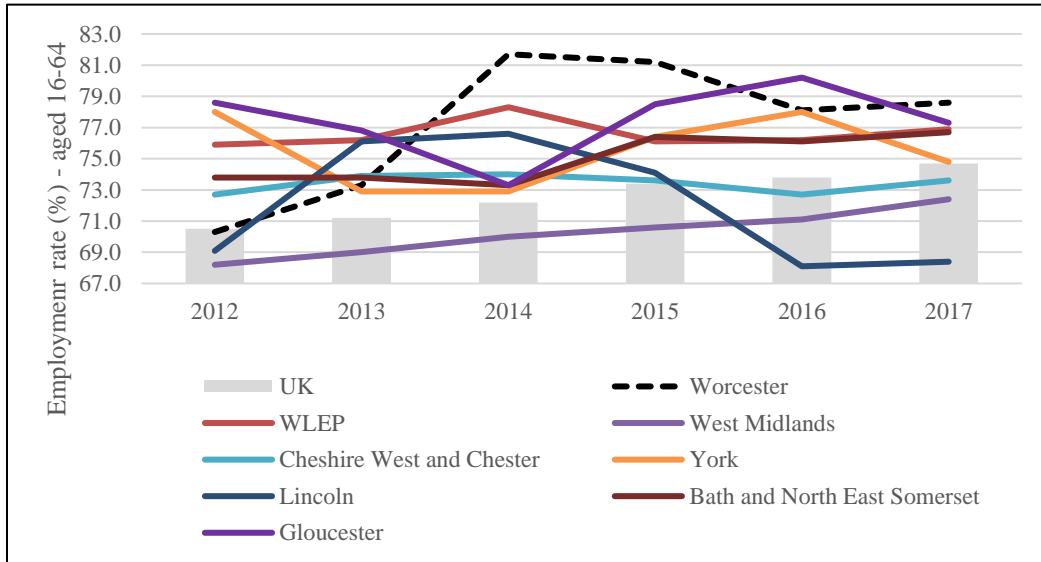 Employmenr rate (%) - aged 16-64
83.0
81.0
79.0
77.0
75.0
73.0
71.0
69.0
67.0
2012 2013 2014 2015 2016 2017
UK Worcester
WLEP West Midlands
Cheshire West and Chester York
Lincoln Bath and North East Somerset
Gloucester